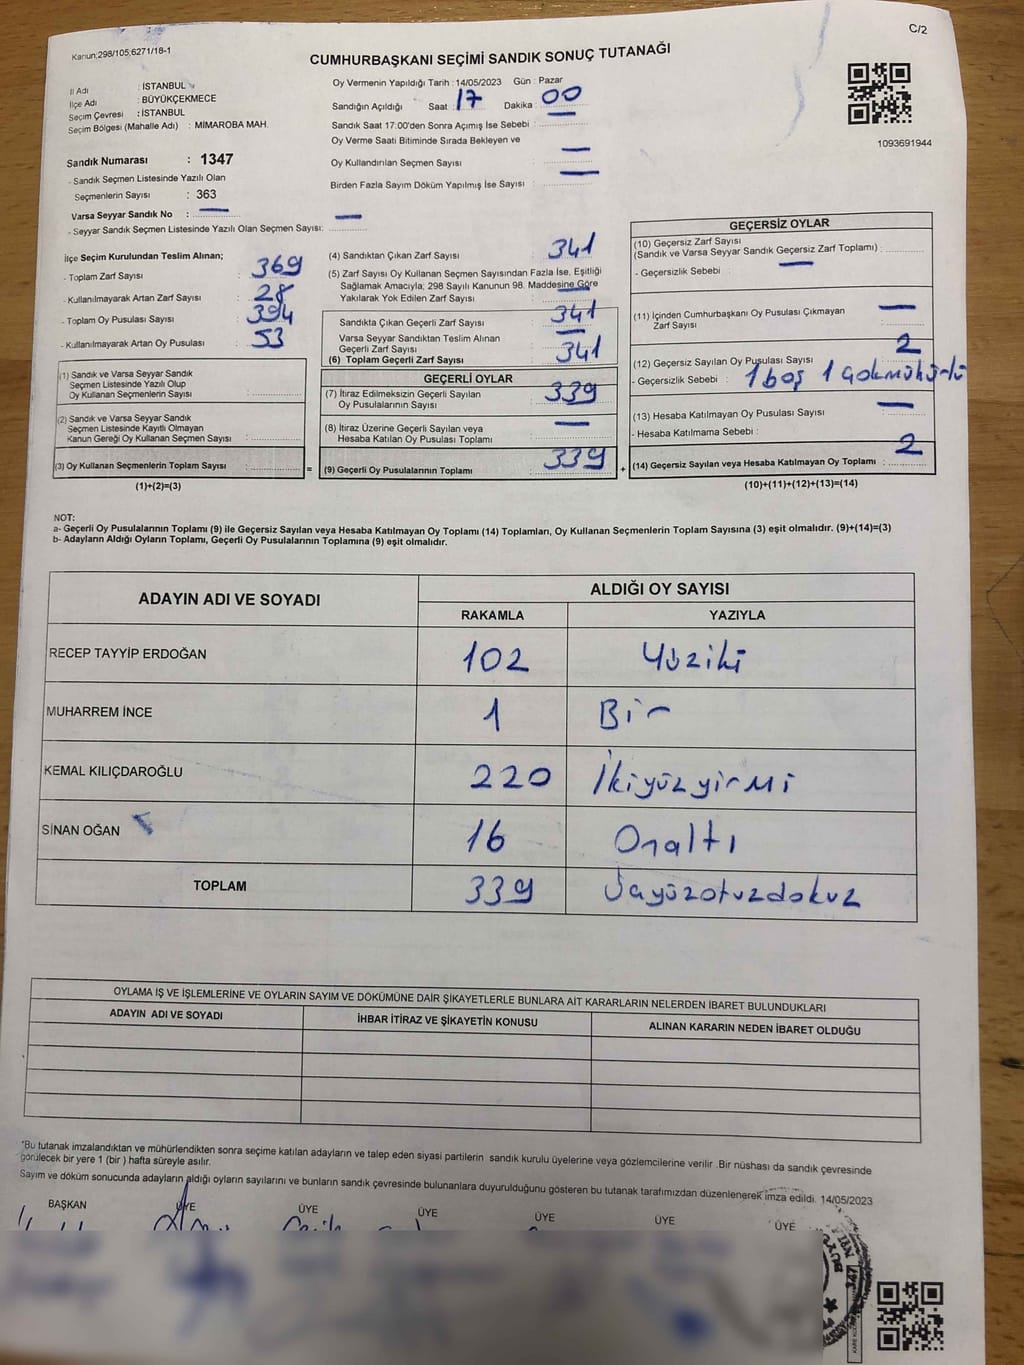 C/2
Kanun:298/105;6271/18-1
CUMHURBAŞKANI SEÇİMİ SANDIK SONUÇ TUTANAĞI
İl Adı : İSTANBUL
İlçe Adı : BÜYÜKÇEKMECE
Seçim Çevresi : İSTANBUL
Seçim Bölgesi (Mahalle Adı) : MİMAROBA MAH.
Oy Vermenin Yapıldığı Tarih : 14/05/2023 Gün : Pazar
Sandığın Açıldığı Saat : 17 Dakika : 00
Sandık Saat 17:00'den Sonra Açımış İse Sebebi : —
Oy Verme Saati Bitiminde Sırada Bekleyen ve
Oy Kullandırılan Seçmen Sayısı : —
Birden Fazla Sayım Döküm Yapılmış İse Sayısı : —
1093691944
Sandık Numarası : 1347
- Sandık Seçmen Listesinde Yazılı Olan
Seçmenlerin Sayısı : 363
Varsa Seyyar Sandık No : —
- Seyyar Sandık Seçmen Listesinde Yazılı Olan Seçmen Sayısı: —
İlçe Seçim Kurulundan Teslim Alınan;
- Toplam Zarf Sayısı : 369
- Kullanılmayarak Artan Zarf Sayısı : 28
- Toplam Oy Pusulası Sayısı : 394
- Kullanılmayarak Artan Oy Pusulası : 53
(1) Sandık ve Varsa Seyyar Sandık
Seçmen Listesinde Yazılı Olup
Oy Kullanan Seçmenlerin Sayısı :
(2) Sandık ve Varsa Seyyar Sandık
Seçmen Listesinde Kayıtlı Olmayan
Kanun Gereği Oy Kullanan Seçmen Sayısı :
(3) Oy Kullanan Seçmenlerin Toplam Sayısı :
(1)+(2)=(3)
(4) Sandıktan Çıkan Zarf Sayısı : 341
(5) Zarf Sayısı Oy Kullanan Seçmen Sayısından Fazla İse, Eşitliği
Sağlamak Amacıyla; 298 Sayılı Kanunun 98. Maddesine Göre
Yakılarak Yok Edilen Zarf Sayısı : —
Sandıkta Çıkan Geçerli Zarf Sayısı : 341
Varsa Seyyar Sandıktan Teslim Alınan
Geçerli Zarf Sayısı : —
(6) Toplam Geçerli Zarf Sayısı : 341
GEÇERLİ OYLAR
(7) İtiraz Edilmeksizin Geçerli Sayılan
Oy Pusulalarının Sayısı : 339
(8) İtiraz Üzerine Geçerli Sayılan veya
Hesaba Katılan Oy Pusulası Toplamı : —
= (9) Geçerli Oy Pusulalarının Toplamı : 339
GEÇERSİZ OYLAR
(10) Geçersiz Zarf Sayısı
(Sandık ve Varsa Seyyar Sandık Geçersiz Zarf Toplamı) :
- Geçersizlik Sebebi : —
(11) İçinden Cumhurbaşkanı Oy Pusulası Çıkmayan
Zarf Sayısı : —
(12) Geçersiz Sayılan Oy Pusulası Sayısı : 2
- Geçersizlik Sebebi : 1 boş 1 çokmühürlü
(13) Hesaba Katılmayan Oy Pusulası Sayısı : —
- Hesaba Katılmama Sebebi :
+ (14) Geçersiz Sayılan veya Hesaba Katılmayan Oy Toplamı : 2
(10)+(11)+(12)+(13)=(14)
NOT:
a- Geçerli Oy Pusulalarının Toplamı (9) ile Geçersiz Sayılan veya Hesaba Katılmayan Oy Toplamı (14) Toplamları, Oy Kullanan Seçmenlerin Toplam Sayısına (3) eşit olmalıdır. (9)+(14)=(3)
b- Adayların Aldığı Oyların Toplamı, Geçerli Oy Pusulalarının Toplamına (9) eşit olmalıdır.
ADAYIN ADI VE SOYADI ALDIĞI OY SAYISI
RAKAMLA YAZIYLA
RECEP TAYYİP ERDOĞAN 102 Yüziki
MUHARREM İNCE 1 Bir
KEMAL KILIÇDAROĞLU 220 İkiyüzyirmi
SİNAN OĞAN 16 Onaltı
TOPLAM 339 üçyüzotuzdokuz
OYLAMA İŞ VE İŞLEMLERİNE VE OYLARIN SAYIM VE DÖKÜMÜNE DAİR ŞİKAYETLERLE BUNLARA AİT KARARLARIN NELERDEN İBARET BULUNDUKLARI
ADAYIN ADI VE SOYADI İHBAR İTİRAZ VE ŞİKAYETİN KONUSU ALINAN KARARIN NEDEN İBARET OLDUĞU
*Bu tutanak imzalandıktan ve mühürlendikten sonra seçime katılan adayların ve talep eden siyasi partilerin sandık kurulu üyelerine veya gözlemcilerine verilir .Bir nüshası da sandık çevresinde
görülecek bir yere 1 (bir ) hafta süreyle asılır.
Sayım ve döküm sonucunda adayların aldığı oyların sayılarını ve bunların sandık çevresinde bulunanlara duyurulduğunu gösteren bu tutanak tarafımızdan düzenlenerek imza edildi. 14/05/2023
BAŞKAN ÜYE ÜYE ÜYE ÜYE ÜYE ÜYE